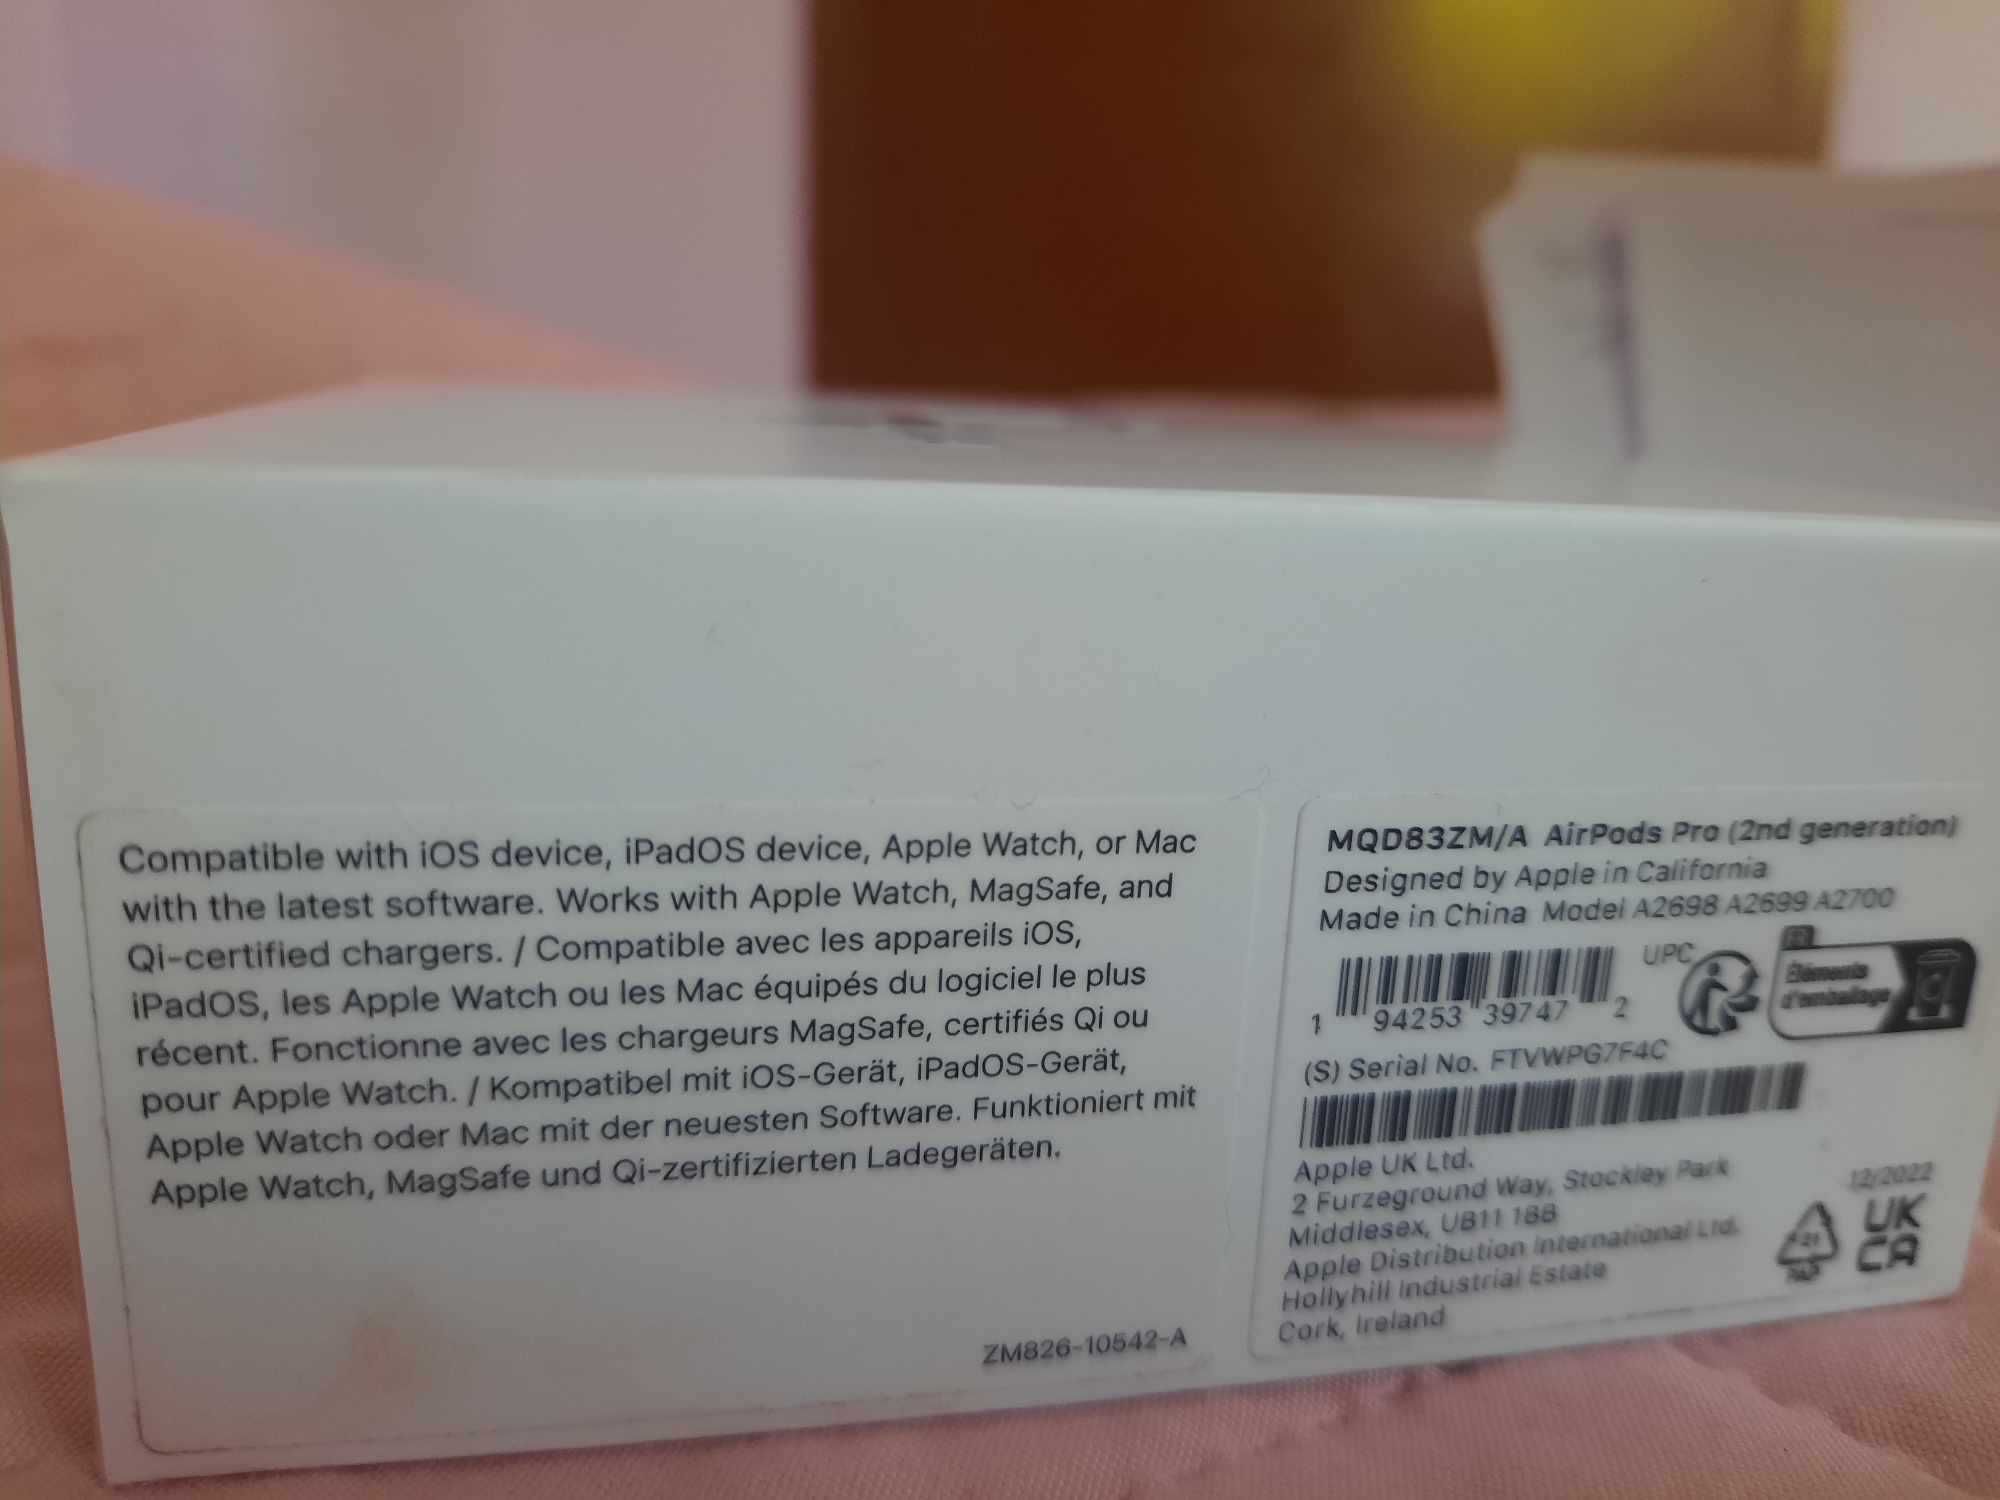 Compatible with iOS device, iPadOS device, Apple Watch, or Mac
with the latest software. Works with Apple Watch, MagSafe, and
Qi-certified chargers. / Compatible avec les appareils iOS,
iPadOS, les Apple Watch ou les Mac équipés du logiciel le plus
récent. Fonctionne avec les chargeurs MagSafe, certifiés Qi ou
pour Apple Watch. / Kompatibel mit iOS-Gerät, iPadOS-Gerät,
Apple Watch oder Mac mit der neuesten Software. Funktioniert mit
Apple Watch, MagSafe und Qi-zertifizierten Ladegeräten.
ZM826-10542-A
MQD83ZM/A AirPods Pro (2nd generation)
Designed by Apple in California
Made in China Model A2698 A2699 A2700
UPC
1 94253 39747 2
FR
Éléments
d'emballage
(S) Serial No. FTVWPG7F4C
Apple UK Ltd.
2 Furzeground Way, Stockley Park
Middlesex, UB11 1BB
Apple Distribution International Ltd.
Hollyhill Industrial Estate
Cork, Ireland
12/2022
21
PAP
UK
CA